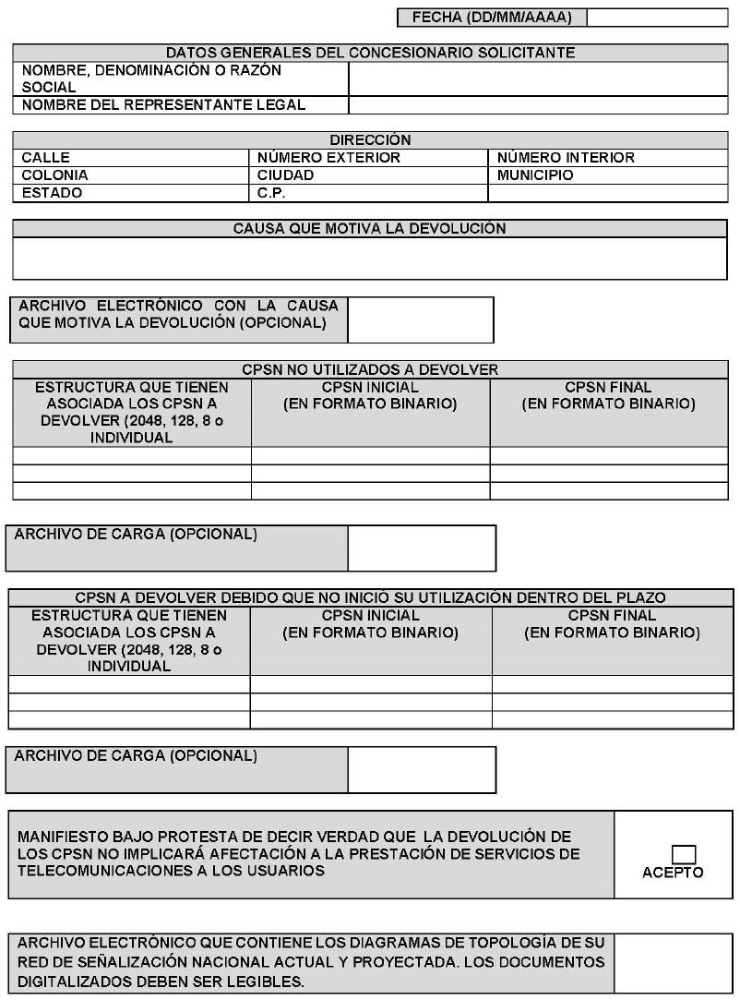 FECHA (DD/MM/AAAA)
DATOS GENERALES DEL CONCESIONARIO SOLICITANTE
NOMBRE, DENOMINACIÓN O RAZÓN
SOCIAL
NOMBRE DEL REPRESENTANTE LEGAL
DIRECCIÓN
CALLE NÚMERO EXTERIOR NÚMERO INTERIOR
COLONIA CIUDAD MUNICIPIO
ESTADO C.P.
CAUSA QUE MOTIVA LA DEVOLUCIÓN
ARCHIVO ELECTRÓNICO CON LA CAUSA
QUE MOTIVA LA DEVOLUCIÓN (OPCIONAL)
CPSN NO UTILIZADOS A DEVOLVER
ESTRUCTURA QUE TIENEN
ASOCIADA LOS CPSN A
DEVOLVER (2048, 128, 8 o
INDIVIDUAL
CPSN INICIAL
(EN FORMATO BINARIO)
CPSN FINAL
(EN FORMATO BINARIO)
ARCHIVO DE CARGA (OPCIONAL)
CPSN A DEVOLVER DEBIDO QUE NO INICIÓ SU UTILIZACIÓN DENTRO DEL PLAZO
ESTRUCTURA QUE TIENEN
ASOCIADA LOS CPSN A
DEVOLVER (2048, 128, 8 o
INDIVIDUAL
CPSN INICIAL
(EN FORMATO BINARIO)
CPSN FINAL
(EN FORMATO BINARIO)
ARCHIVO DE CARGA (OPCIONAL)
MANIFIESTO BAJO PROTESTA DE DECIR VERDAD QUE LA DEVOLUCIÓN DE
LOS CPSN NO IMPLICARÁ AFECTACIÓN A LA PRESTACIÓN DE SERVICIOS DE
TELECOMUNICACIONES A LOS USUARIOS
ACEPTO
ARCHIVO ELECTRÓNICO QUE CONTIENE LOS DIAGRAMAS DE TOPOLOGÍA DE SU
RED DE SEÑALIZACIÓN NACIONAL ACTUAL Y PROYECTADA. LOS DOCUMENTOS
DIGITALIZADOS DEBEN SER LEGIBLES.